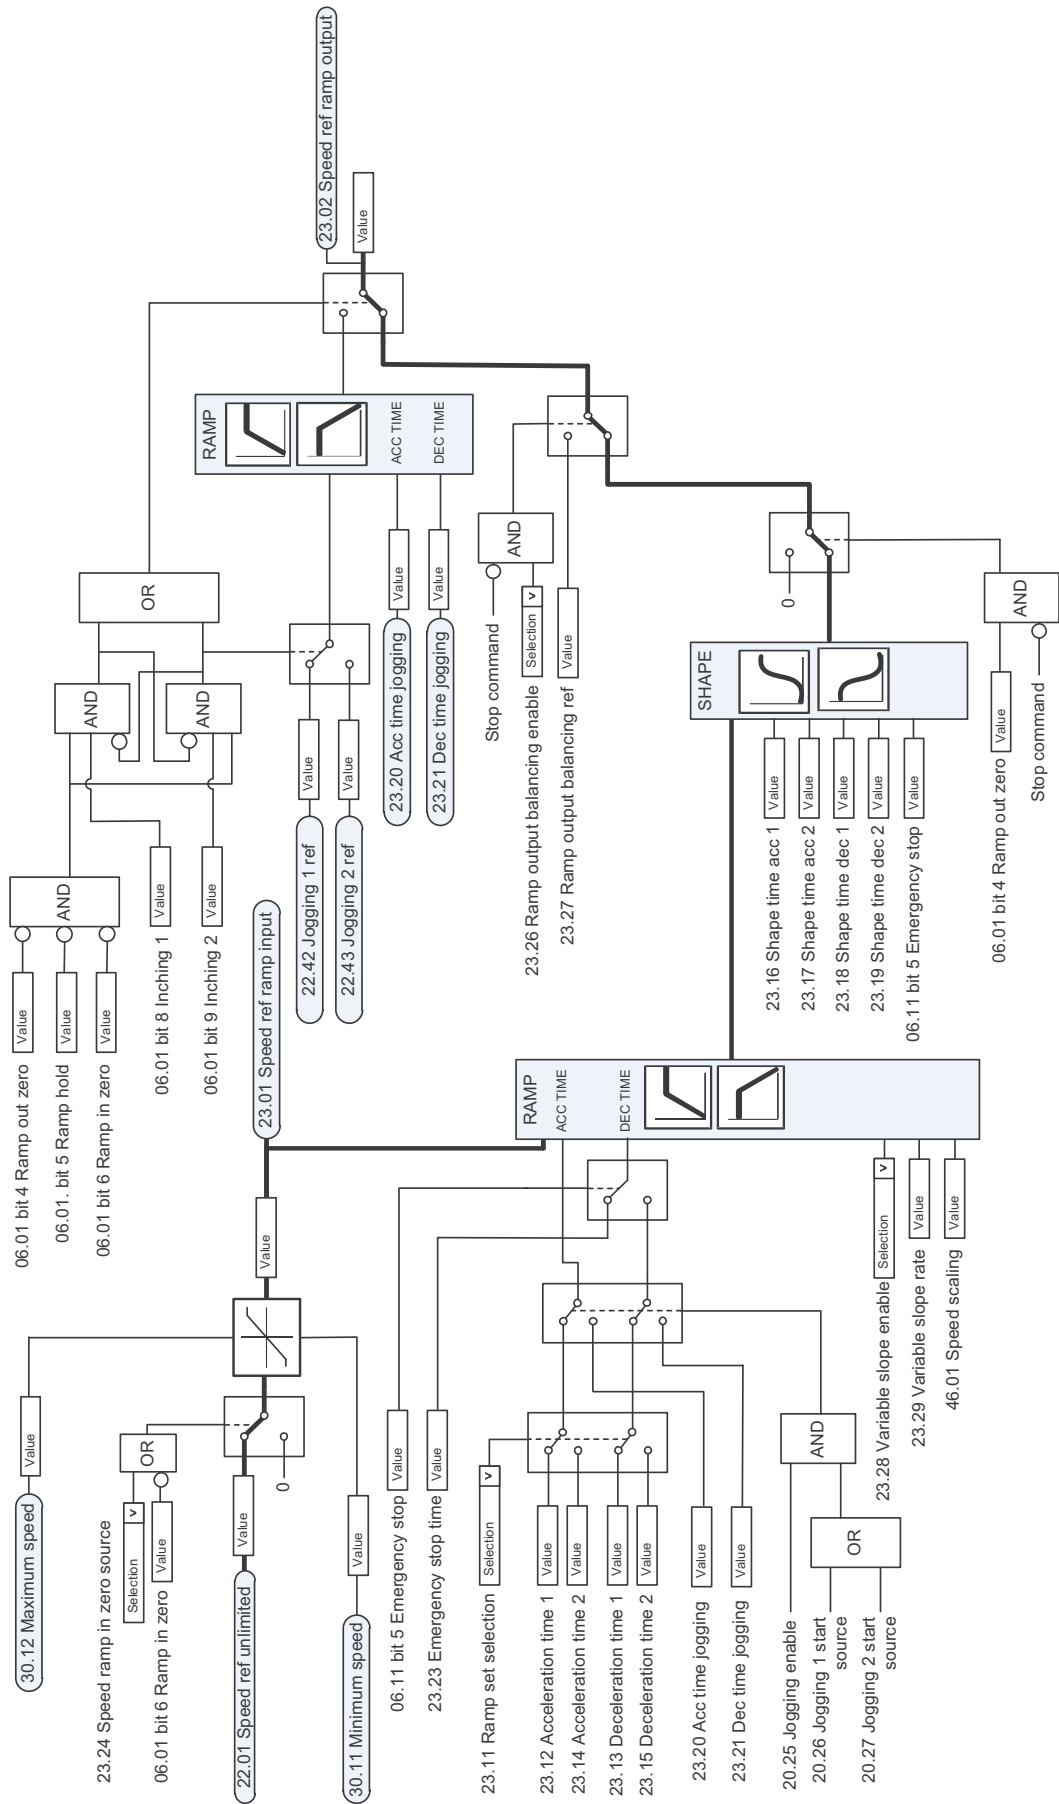 30.12 Maximum speed
Value
23.24 Speed ramp in zero source
Selection
v
06.01 bit 6 Ramp in zero
Value
OR
22.01 Speed ref unlimited
Value
0
30.11 Minimum speed
Value
Value
23.01 Speed ref ramp input
06.01 bit 4 Ramp out zero
Value
06.01. bit 5 Ramp hold
Value
06.01 bit 6 Ramp in zero
Value
AND
06.01 bit 8 Inching 1
Value
06.01 bit 9 Inching 2
Value
AND
AND
OR
22.42 Jogging 1 ref
Value
22.43 Jogging 2 ref
Value
23.20 Acc time jogging
Value
23.21 Dec time jogging
Value
RAMP
ACC TIME
DEC TIME
23.02 Speed ref ramp output
Value
Stop command
23.26 Ramp output balancing enable
Selection
v
AND
23.27 Ramp output balancing ref
Value
06.11 bit 5 Emergency stop
Value
23.23 Emergency stop time
Value
23.11 Ramp set selection
Selection
v
23.12 Acceleration time 1
Value
23.14 Acceleration time 2
Value
23.13 Deceleration time 1
Value
23.15 Deceleration time 2
Value
23.20 Acc time jogging
Value
23.21 Dec time jogging
Value
20.25 Jogging enable
20.26 Jogging 1 start
source
20.27 Jogging 2 start
source
OR
AND
RAMP
ACC TIME
DEC TIME
23.28 Variable slope enable
Selection
v
23.29 Variable slope rate
Value
46.01 Speed scaling
Value
SHAPE
23.16 Shape time acc 1
Value
23.17 Shape time acc 2
Value
23.18 Shape time dec 1
Value
23.19 Shape time dec 2
Value
06.11 bit 5 Emergency stop
Value
0
06.01 bit 4 Ramp out zero
Value
Stop command
AND